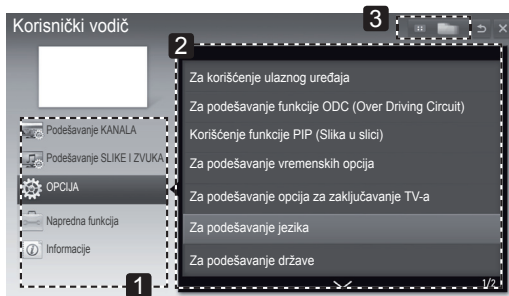 Korisnički vodič
3
2
Podešavanje KANALA
Podešavanje SLIKE I ZVUKA
OPCIJA
Napredna funkcija
Informacije
1
Za korišćenje ulaznog uređaja
Za podešavanje funkcije ODC (Over Driving Circuit)
Korišćenje funkcije PIP (Slika u slici)
Za podešavanje vremenskih opcija
Za podešavanje opcija za zaključavanje TV-a
Za podešavanje jezika
Za podešavanje države
1/2